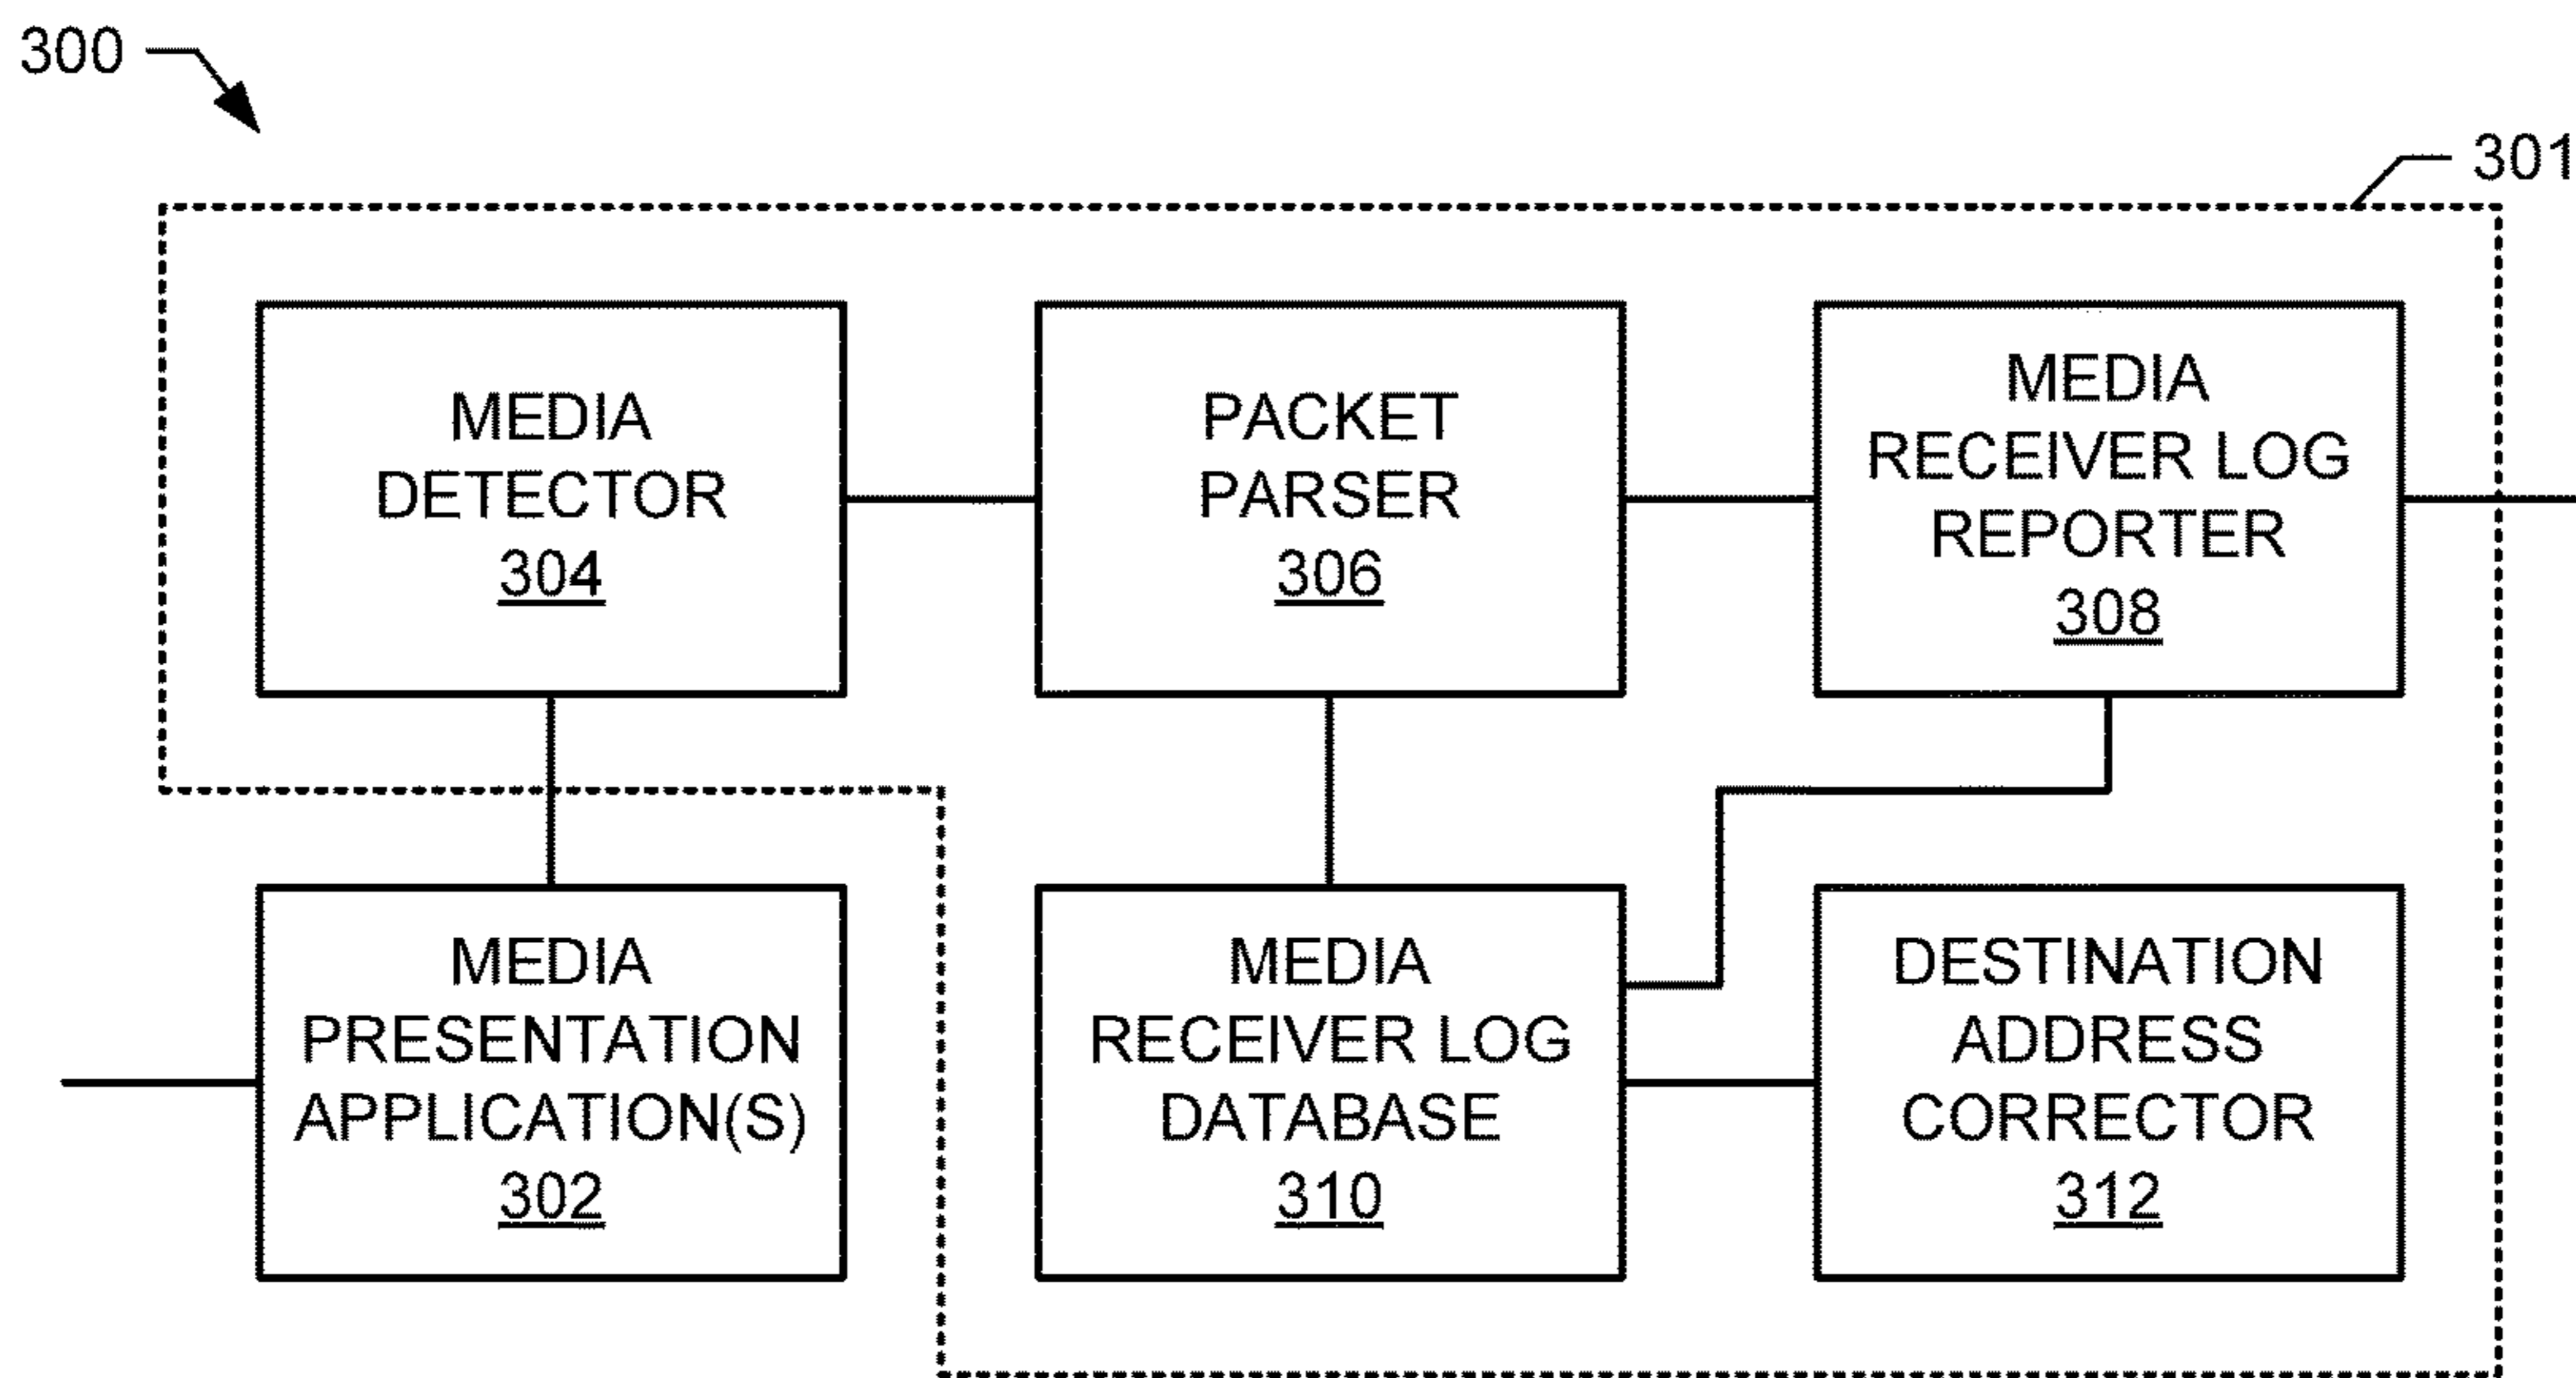 300
301
MEDIA
DETECTOR
304
PACKET
PARSER
306
MEDIA
RECEIVER LOG
REPORTER
308
MEDIA
PRESENTATION
APPLICATION(S)
302
MEDIA
RECEIVER LOG
DATABASE
310
DESTINATION
ADDRESS
CORRECTOR
312